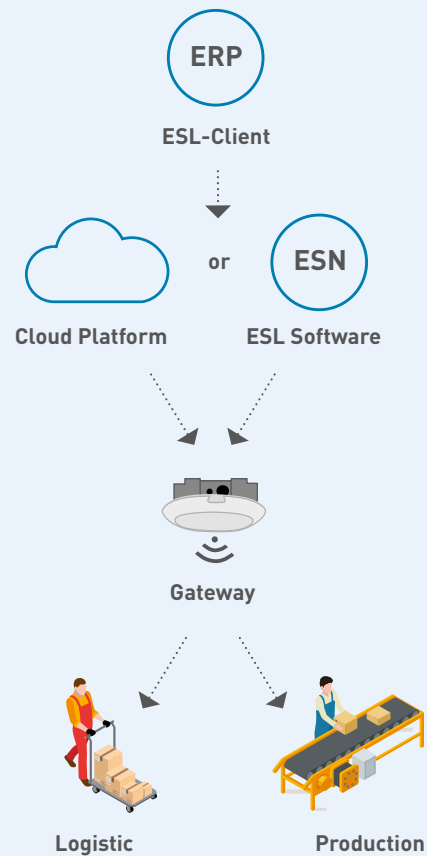 ERP
ESL-Client
or
ESN
Cloud Platform
ESL Software
Gateway
Logistic
Production